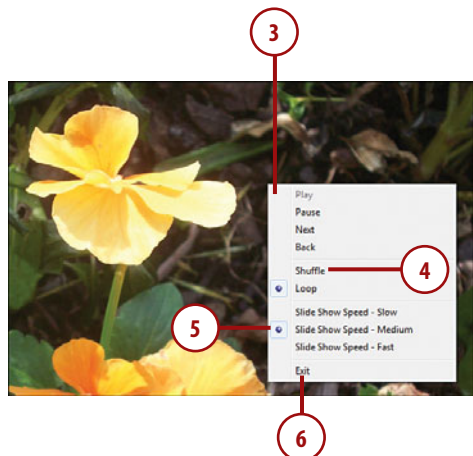 3
Play
Pause
Next
Back
Shuffle
4
Loop
Slide Show Speed - Slow
5
Slide Show Speed - Medium
Slide Show Speed - Fast
Exit
6